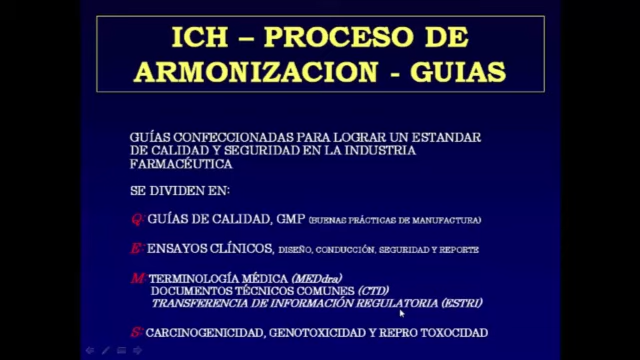 ICH – PROCESO DE
ARMONIZACION - GUIAS
GUÍAS CONFECCIONADAS PARA LOGRAR UN ESTANDAR
DE CALIDAD Y SEGURIDAD EN LA INDUSTRIA
FARMACÉUTICA
SE DIVIDEN EN:
Q: GUÍAS DE CALIDAD, GMP (BUENAS PRÁCTICAS DE MANUFACTURA)
E: ENSAYOS CLÍNICOS, DISEÑO, CONDUCCIÓN, SEGURIDAD Y REPORTE
M: TERMINOLOGÍA MÉDICA (MEDdra)
DOCUMENTOS TÉCNICOS COMUNES (CTD)
TRANSFERENCIA DE INFORMACIÓN REGULATORIA (ESTRI)
S: CARCINOGENICIDAD, GENOTOXICIDAD Y REPRO TOXOCIDAD